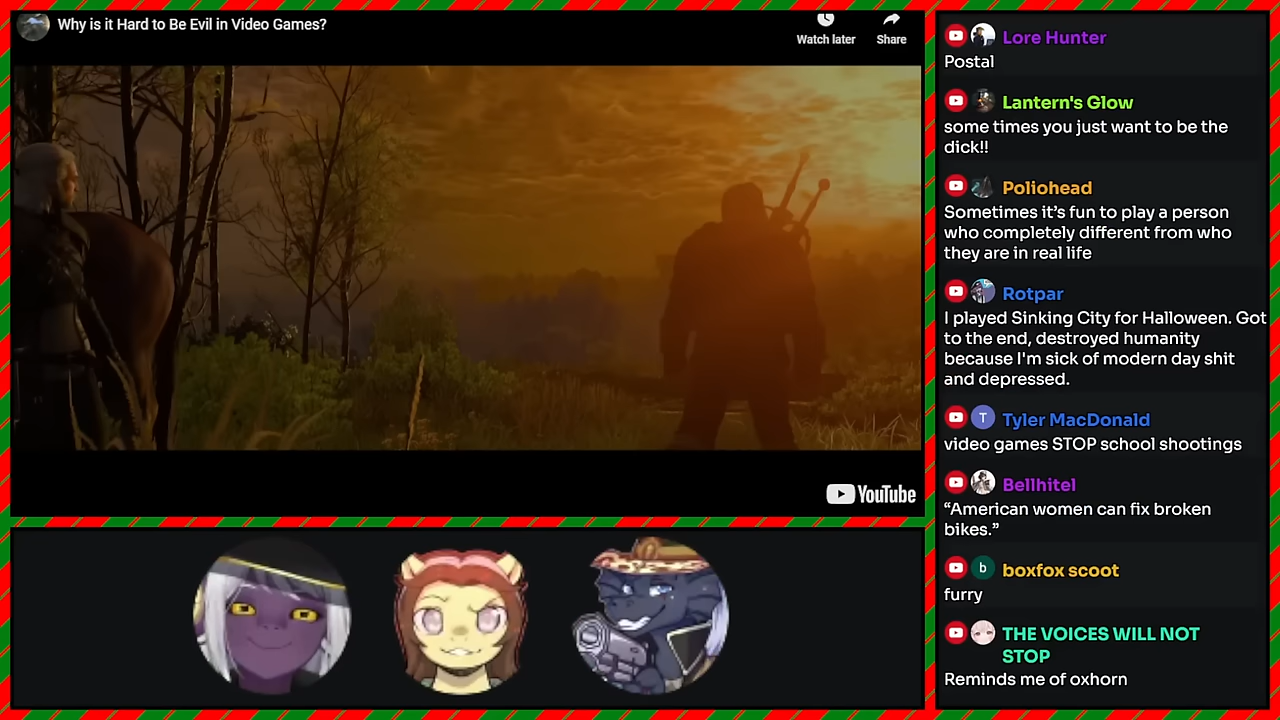 Why is it Hard to Be Evil in Video Games?
Watch later
Share
YouTube
Lore Hunter
Postal
Lantern's Glow
some times you just want to be the
dick!!
Poliohead
Sometimes it’s fun to play a person
who completely different from who
they are in real life
Rotpar
I played Sinking City for Halloween. Got
to the end, destroyed humanity
because I'm sick of modern day shit
and depressed.
T
Tyler MacDonald
video games STOP school shootings
Bellhitel
“American women can fix broken
bikes.”
b
boxfox scoot
furry
THE VOICES WILL NOT
STOP
Reminds me of oxhorn